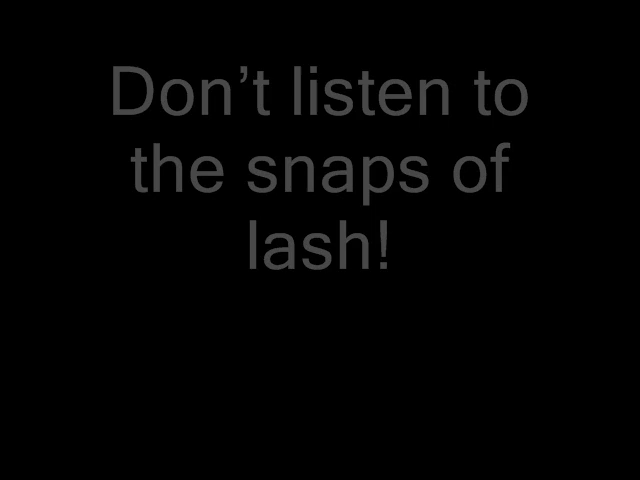 Don’t listen to
the snaps of
lash!